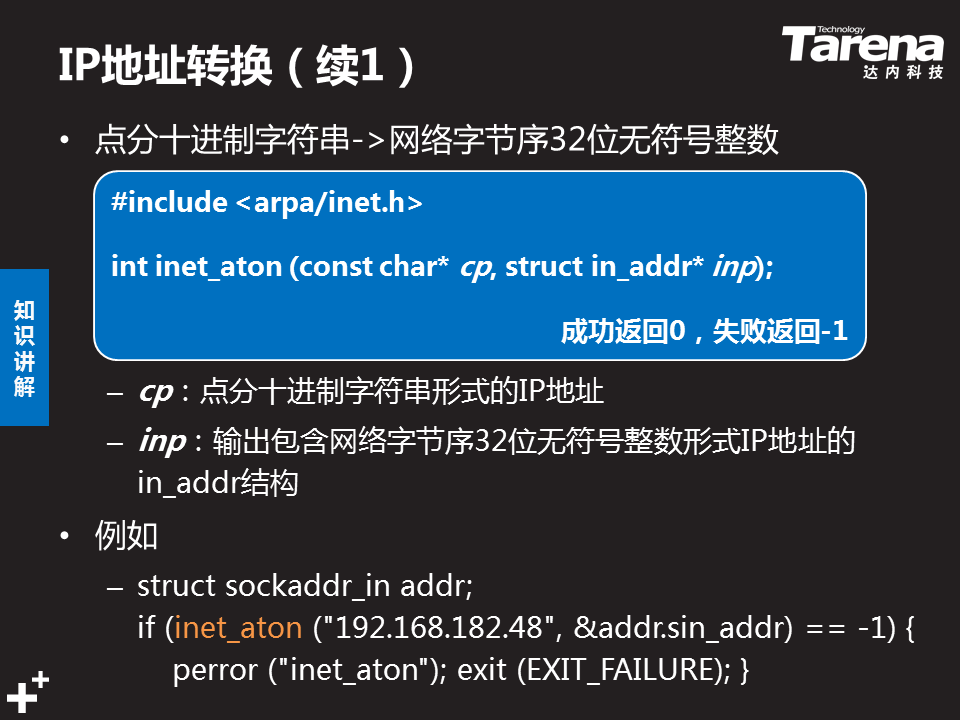 IP地址转换（续1）
Technology
Tarena
达内科技
• 点分十进制字符串->网络字节序32位无符号整数
#include <arpa/inet.h>
int inet_aton (const char* cp, struct in_addr* inp);
成功返回0，失败返回-1
知识讲解
– cp：点分十进制字符串形式的IP地址
– inp：输出包含网络字节序32位无符号整数形式IP地址的
in_addr结构
• 例如
– struct sockaddr_in addr;
if (inet_aton ("192.168.182.48", &addr.sin_addr) == -1) {
perror ("inet_aton"); exit (EXIT_FAILURE); }